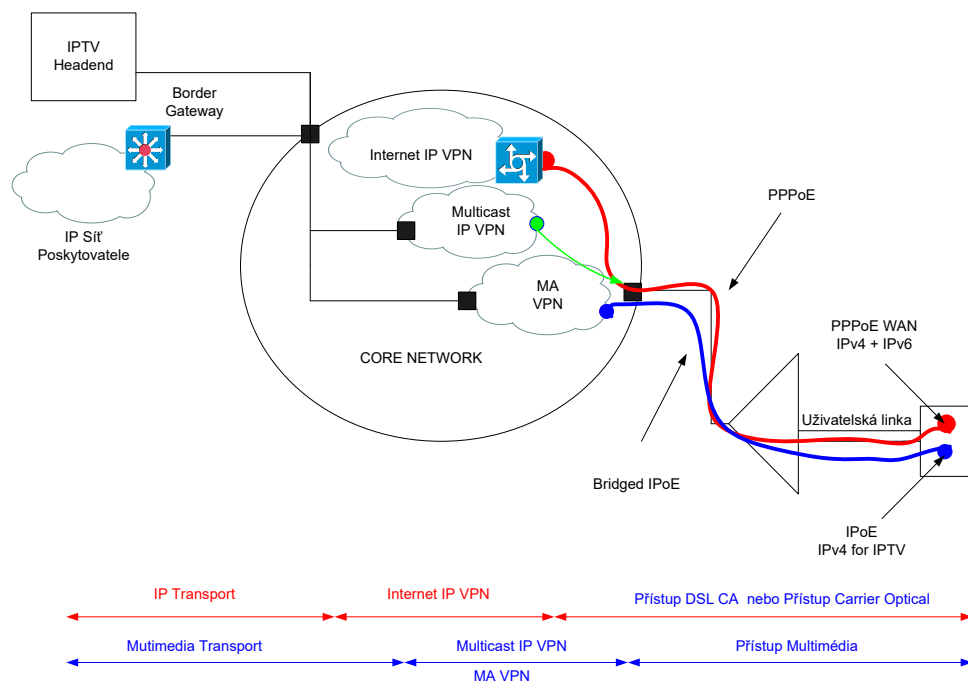 IPTV
Headend
Border
Gateway
IP Síť
Poskytovatele
Internet IP VPN
Multicast
IP VPN
MA
VPN
CORE NETWORK
PPPoE
PPPoE WAN
IPv4 + IPv6
Uživatelská linka
Bridged IPoE
IPoE
IPv4 for IPTV
IP Transport
Internet IP VPN
Přístup DSL CA nebo Přístup Carrier Optical
Mutimedia Transport
Multicast IP VPN
Přístup Multimédia
MA VPN